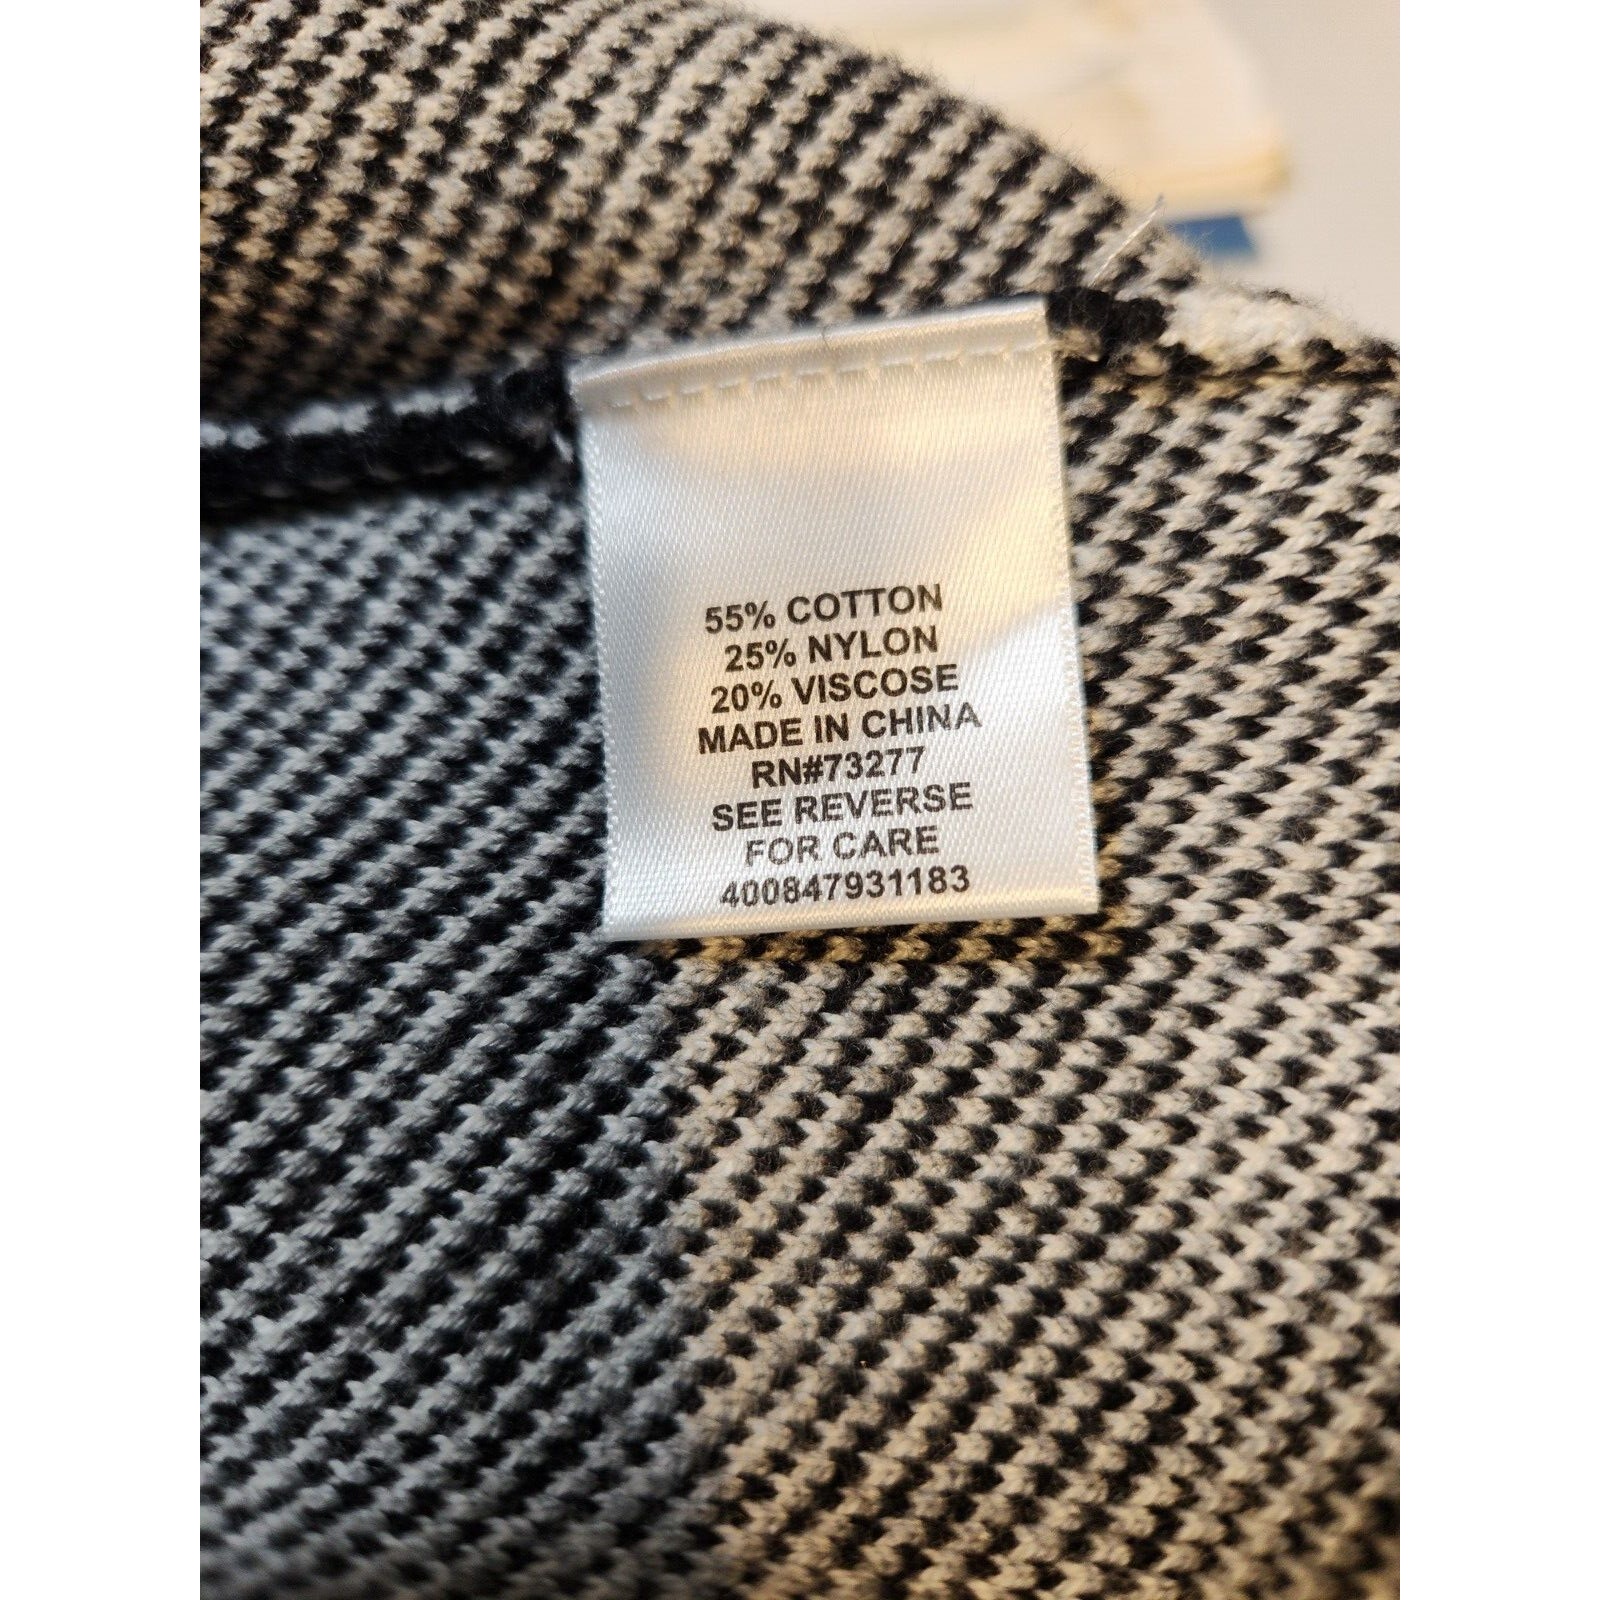 55% COTTON
25% NYLON
20% VISCOSE
MADE IN CHINA
RN#73277
SEE REVERSE
FOR CARE
400847931183